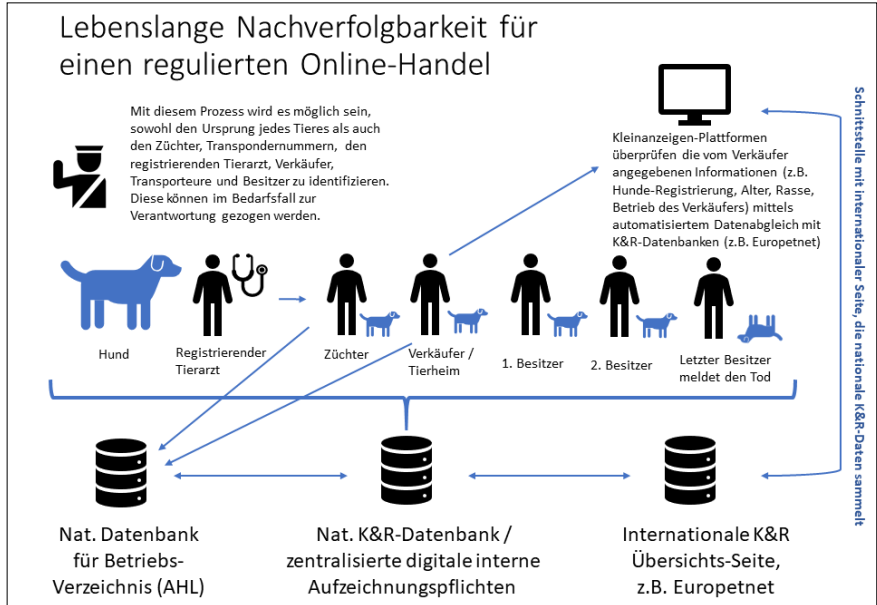 Lebenslange Nachverfolgbarkeit für
einen regulierten Online-Handel
Mit diesem Prozess wird es möglich sein,
sowohl den Ursprung jedes Tieres als auch
den Züchter, Transpondernummern, den
registrierenden Tierarzt, Verkäufer,
Transporteure und Besitzer zu identifizieren.
Diese können im Bedarfsfall zur
Verantwortung gezogen werden.
Kleinanzeigen-Plattformen
überprüfen die vom Verkäufer
angegebenen Informationen (z.B.
Hunde-Registrierung, Alter, Rasse,
Betrieb des Verkäufers) mittels
automatisiertem Datenabgleich mit
K&R-Datenbanken (z.B. Europetnet)
Schnittstelle mit internationaler Seite, die nationale K&R-Daten sammelt
Hund
Registrierender
Tierarzt
Züchter
Verkäufer /
Tierheim
1. Besitzer
2. Besitzer
Letzter Besitzer
meldet den Tod
Nat. Datenbank
für Betriebs-
Verzeichnis (AHL)
Nat. K&R-Datenbank /
zentralisierte digitale interne
Aufzeichnungspflichten
Internationale K&R
Übersichts-Seite,
z.B. Europetnet